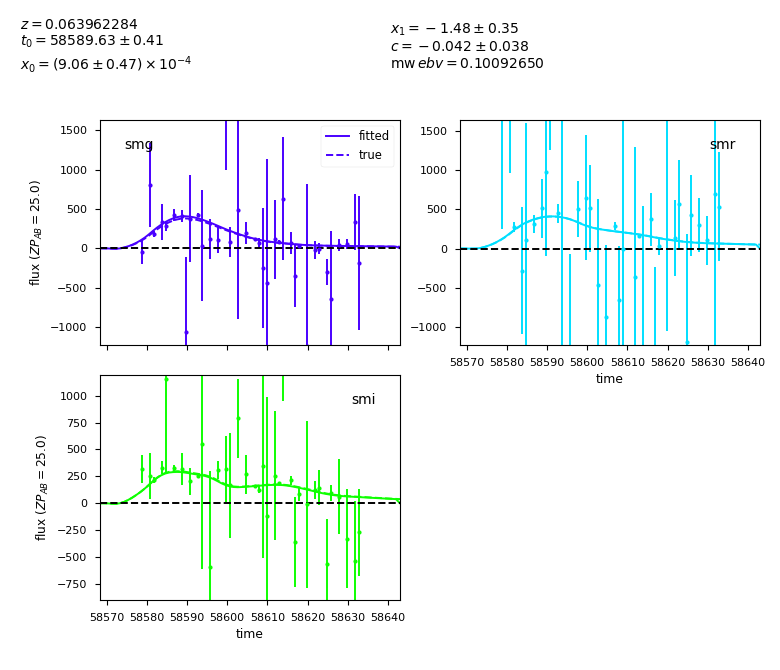 z = 0.063962284
t₀ = 58589.63 ± 0.41
x₀ = (9.06 ± 0.47) × 10⁻⁴
x₁ = −1.48 ± 0.35
c = −0.042 ± 0.038
mw ebv = 0.10092650
smg
fitted
true
1500
1000
500
0
−500
−1000
flux (ZP_AB = 25.0)
smr
1500
1000
500
0
−500
−1000
58570 58580 58590 58600 58610 58620 58630 58640
time
smi
1000
750
500
250
0
−250
−500
−750
flux (ZP_AB = 25.0)
58570 58580 58590 58600 58610 58620 58630 58640
time